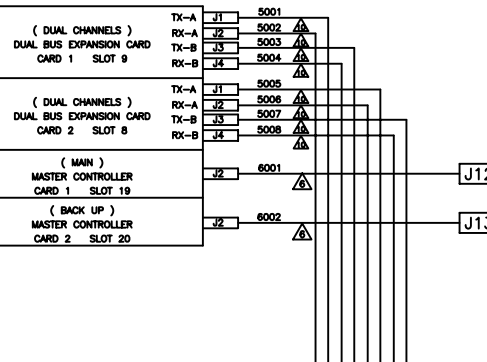 ( DUAL CHANNELS )
DUAL BUS EXPANSION CARD
CARD 1 SLOT 9
TX-A J1 5001
RX-A J2 5002 10
TX-B J3 5003 10
RX-B J4 5004 10
10
( DUAL CHANNELS )
DUAL BUS EXPANSION CARD
CARD 2 SLOT 8
TX-A J1 5005
RX-A J2 5006 10
TX-B J3 5007 10
RX-B J4 5008 10
10
( MAIN )
MASTER CONTROLLER
CARD 1 SLOT 19
J2 6001 6 J12
( BACK UP )
MASTER CONTROLLER
CARD 2 SLOT 20
J2 6002 6 J13